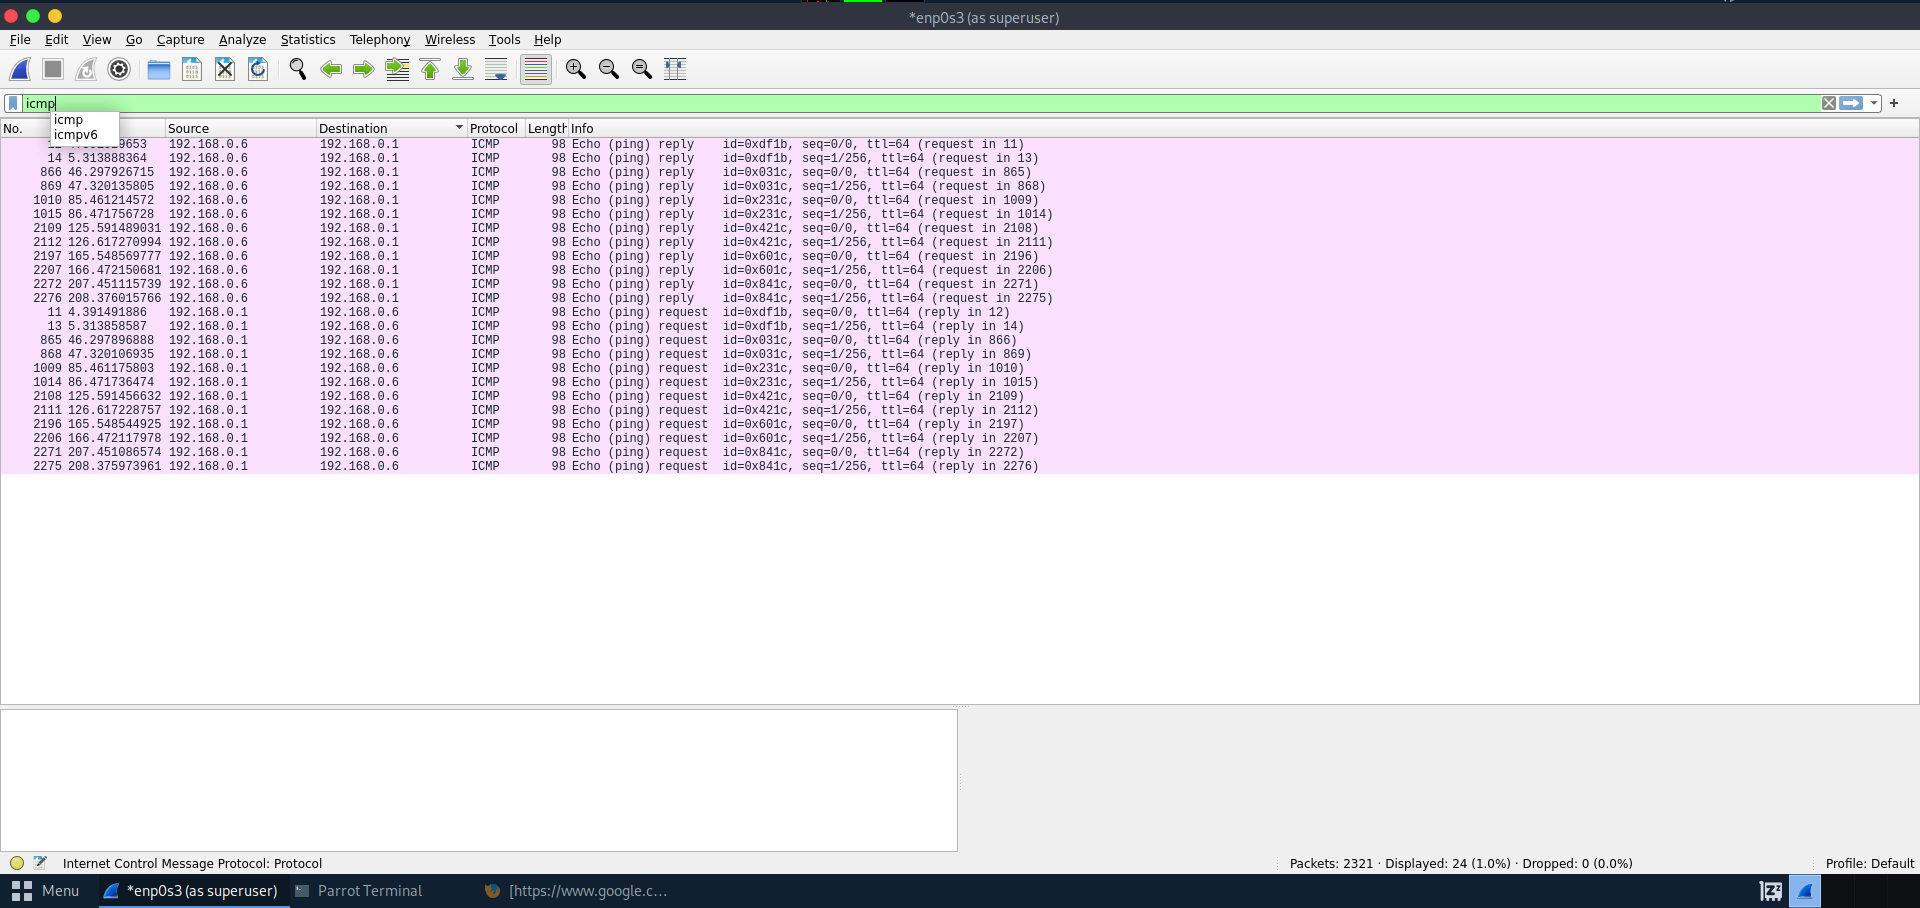 *enp0s3 (as superuser)
File Edit View Go Capture Analyze Statistics Telephony Wireless Tools Help
icmp
icmp
icmpv6
No. Source Destination Protocol Length Info
192.168.0.6 192.168.0.1 ICMP 98 Echo (ping) reply id=0xdf1b, seq=0/0, ttl=64 (request in 11)
14 5.313888364 192.168.0.6 192.168.0.1 ICMP 98 Echo (ping) reply id=0xdf1b, seq=1/256, ttl=64 (request in 13)
866 46.297926715 192.168.0.6 192.168.0.1 ICMP 98 Echo (ping) reply id=0x031c, seq=0/0, ttl=64 (request in 865)
869 47.320135805 192.168.0.6 192.168.0.1 ICMP 98 Echo (ping) reply id=0x031c, seq=1/256, ttl=64 (request in 868)
1010 85.461214572 192.168.0.6 192.168.0.1 ICMP 98 Echo (ping) reply id=0x231c, seq=0/0, ttl=64 (request in 1009)
1015 86.471756728 192.168.0.6 192.168.0.1 ICMP 98 Echo (ping) reply id=0x231c, seq=1/256, ttl=64 (request in 1014)
2109 125.591489031 192.168.0.6 192.168.0.1 ICMP 98 Echo (ping) reply id=0x421c, seq=0/0, ttl=64 (request in 2108)
2112 126.617270994 192.168.0.6 192.168.0.1 ICMP 98 Echo (ping) reply id=0x421c, seq=1/256, ttl=64 (request in 2111)
2197 165.548569777 192.168.0.6 192.168.0.1 ICMP 98 Echo (ping) reply id=0x601c, seq=0/0, ttl=64 (request in 2196)
2207 166.472150681 192.168.0.6 192.168.0.1 ICMP 98 Echo (ping) reply id=0x601c, seq=1/256, ttl=64 (request in 2206)
2272 207.451115739 192.168.0.6 192.168.0.1 ICMP 98 Echo (ping) reply id=0x841c, seq=0/0, ttl=64 (request in 2271)
2276 208.376015766 192.168.0.6 192.168.0.1 ICMP 98 Echo (ping) reply id=0x841c, seq=1/256, ttl=64 (request in 2275)
11 4.391491886 192.168.0.1 192.168.0.6 ICMP 98 Echo (ping) request id=0xdf1b, seq=0/0, ttl=64 (reply in 12)
13 5.313858587 192.168.0.1 192.168.0.6 ICMP 98 Echo (ping) request id=0xdf1b, seq=1/256, ttl=64 (reply in 14)
865 46.297896888 192.168.0.1 192.168.0.6 ICMP 98 Echo (ping) request id=0x031c, seq=0/0, ttl=64 (reply in 866)
868 47.320106935 192.168.0.1 192.168.0.6 ICMP 98 Echo (ping) request id=0x031c, seq=1/256, ttl=64 (reply in 869)
1009 85.461175803 192.168.0.1 192.168.0.6 ICMP 98 Echo (ping) request id=0x231c, seq=0/0, ttl=64 (reply in 1010)
1014 86.471736474 192.168.0.1 192.168.0.6 ICMP 98 Echo (ping) request id=0x231c, seq=1/256, ttl=64 (reply in 1015)
2108 125.591456632 192.168.0.1 192.168.0.6 ICMP 98 Echo (ping) request id=0x421c, seq=0/0, ttl=64 (reply in 2109)
2111 126.617228757 192.168.0.1 192.168.0.6 ICMP 98 Echo (ping) request id=0x421c, seq=1/256, ttl=64 (reply in 2112)
2196 165.548544925 192.168.0.1 192.168.0.6 ICMP 98 Echo (ping) request id=0x601c, seq=0/0, ttl=64 (reply in 2197)
2206 166.472117978 192.168.0.1 192.168.0.6 ICMP 98 Echo (ping) request id=0x601c, seq=1/256, ttl=64 (reply in 2207)
2271 207.451086574 192.168.0.1 192.168.0.6 ICMP 98 Echo (ping) request id=0x841c, seq=0/0, ttl=64 (reply in 2272)
2275 208.375973961 192.168.0.1 192.168.0.6 ICMP 98 Echo (ping) request id=0x841c, seq=1/256, ttl=64 (reply in 2276)
Internet Control Message Protocol: Protocol Packets: 2321 · Displayed: 24 (1.0%) · Dropped: 0 (0.0%) Profile: Default
Menu *enp0s3 (as superuser) Parrot Terminal [https://www.google.c...